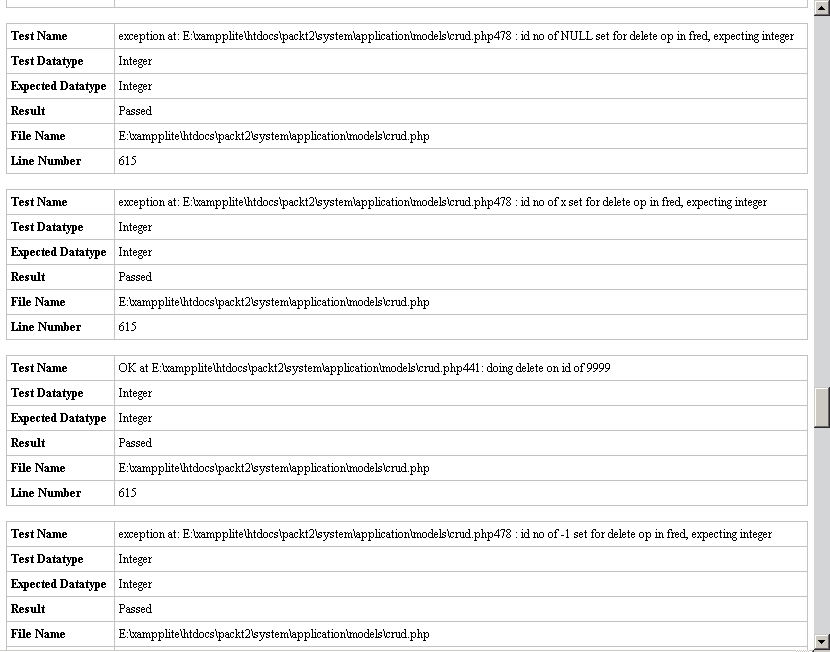 Test Name exception at: E:\xampplite\htdocs\packt2\system\application\models\crud.php478 : id no of NULL set for delete op in fred, expecting integer
Test Datatype Integer
Expected Datatype Integer
Result Passed
File Name E:\xampplite\htdocs\packt2\system\application\models\crud.php
Line Number 615
Test Name exception at: E:\xampplite\htdocs\packt2\system\application\models\crud.php478 : id no of x set for delete op in fred, expecting integer
Test Datatype Integer
Expected Datatype Integer
Result Passed
File Name E:\xampplite\htdocs\packt2\system\application\models\crud.php
Line Number 615
Test Name OK at E:\xampplite\htdocs\packt2\system\application\models\crud.php441: doing delete on id of 9999
Test Datatype Integer
Expected Datatype Integer
Result Passed
File Name E:\xampplite\htdocs\packt2\system\application\models\crud.php
Line Number 615
Test Name exception at: E:\xampplite\htdocs\packt2\system\application\models\crud.php478 : id no of -1 set for delete op in fred, expecting integer
Test Datatype Integer
Expected Datatype Integer
Result Passed
File Name E:\xampplite\htdocs\packt2\system\application\models\crud.php